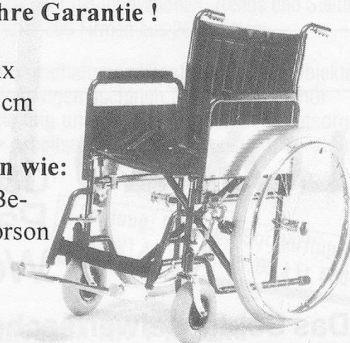 hre Garantie !
x
cm
n wie:
Be-
orson